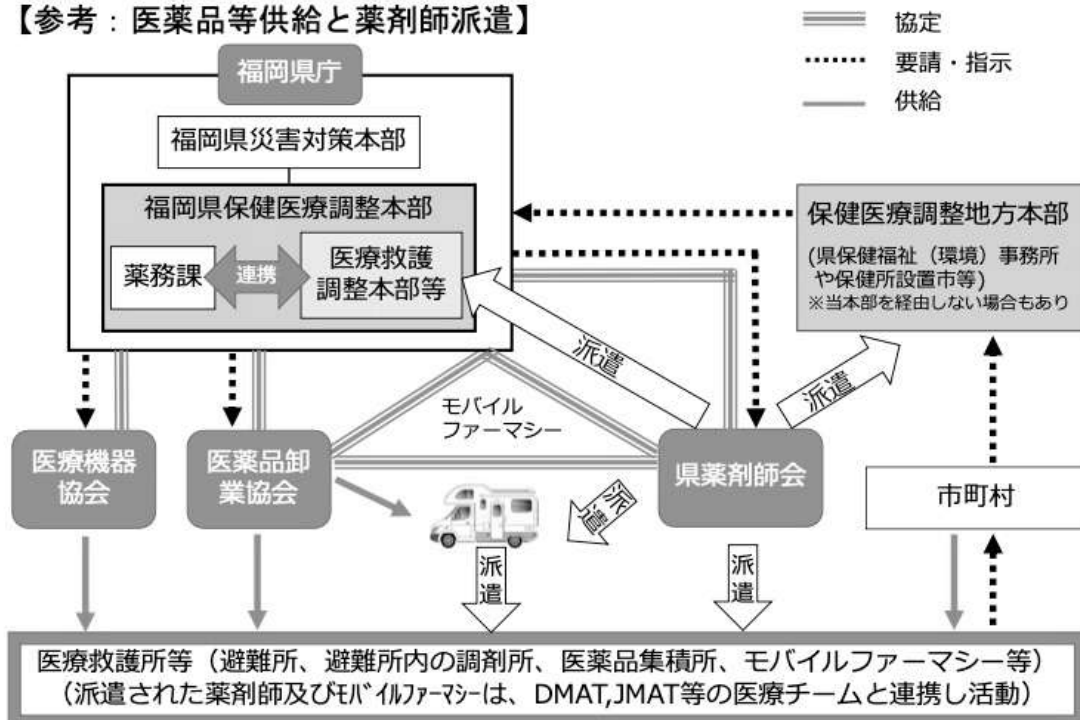 【参考：医薬品等供給と薬剤師派遣】
協定
要請・指示
供給
福岡県庁
福岡県災害対策本部
福岡県保健医療調整本部
薬務課
連携
医療救護
調整本部等
保健医療調整地方本部
(県保健福祉（環境）事務所
や保健所設置市等)
※当本部を経由しない場合もあり
派遣
派遣
モバイル
ファーマシー
医療機器
協会
医薬品卸
業協会
県薬剤師会
市町村
派遣
派遣
派遣
医療救護所等（避難所、避難所内の調剤所、医薬品集積所、モバイルファーマシー等）
（派遣された薬剤師及びﾓﾊﾞｲﾙﾌｧｰﾏｼｰは、DMAT,JMAT等の医療チームと連携し活動）